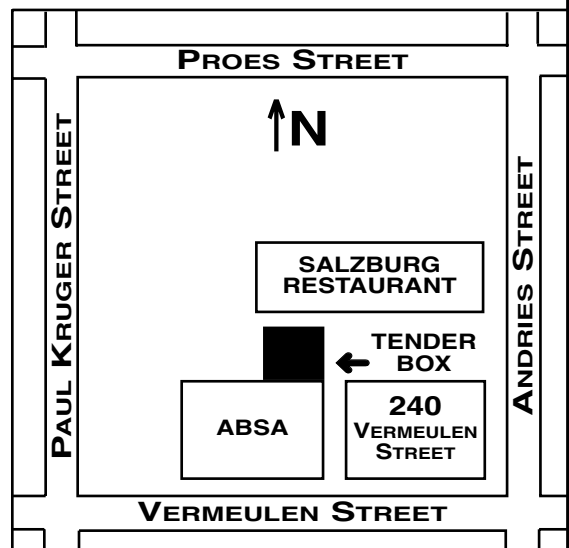 PROES STREET
N
PAUL KRUGER STREET
ANDRIES STREET
SALZBURG
RESTAURANT
TENDER
BOX
ABSA
240
VERMEULEN
STREET
VERMEULEN STREET